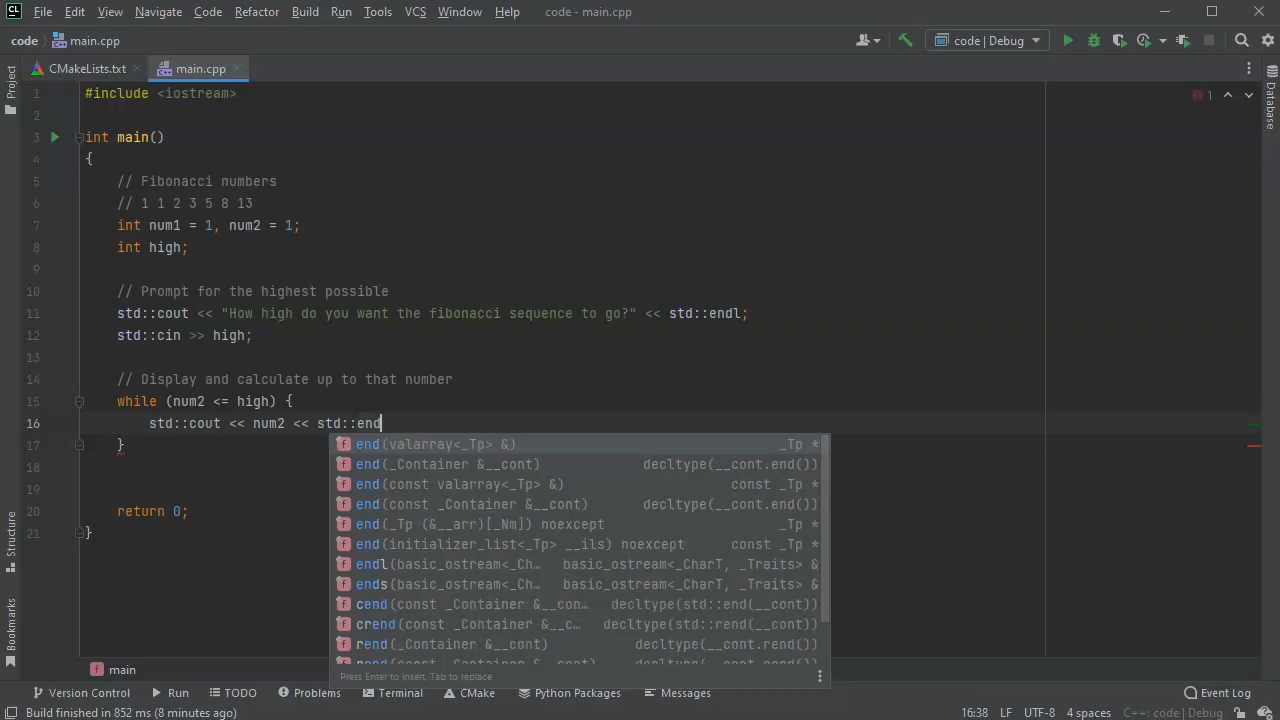 File Edit View Navigate Code Refactor Build Run Tools VCS Window Help code - main.cpp
code main.cpp code | Debug
CMakeLists.txt main.cpp
Project
Database
1 #include <iostream>
1
2
3 int main()
4 {
5 // Fibonacci numbers
6 // 1 1 2 3 5 8 13
7 int num1 = 1, num2 = 1;
8 int high;
9
10 // Prompt for the highest possible
11 std::cout << "How high do you want the fibonacci sequence to go?" << std::endl;
12 std::cin >> high;
13
14 // Display and calculate up to that number
15 while (num2 <= high) {
16 std::cout << num2 << std::end
17 }
18
19
20 return 0;
21 }
end(valarray<_Tp> &) _Tp *
end(_Container &__cont) decltype(__cont.end())
end(const valarray<_Tp> &) const _Tp *
end(const _Container &__cont) decltype(__cont.end())
end(_Tp (&__arr)[_Nm]) noexcept _Tp *
end(initializer_list<_Tp> __ils) noexcept const _Tp *
endl(basic_ostream<_Ch… basic_ostream<_CharT, _Traits> &
ends(basic_ostream<_Ch… basic_ostream<_CharT, _Traits> &
cend(const _Container &__con… decltype(std::end(__cont))
crend(const _Container &__c… decltype(std::rend(__cont))
rend(_Container &__cont) decltype(__cont.rend())
rend(const _Container &__cont) decltype(__cont.rend())
Press Enter to insert, Tab to replace
Structure
Bookmarks
main
Version Control Run TODO Problems Terminal CMake Python Packages Messages Event Log
Build finished in 852 ms (8 minutes ago) 16:38 LF UTF-8 4 spaces C++: code | Debug